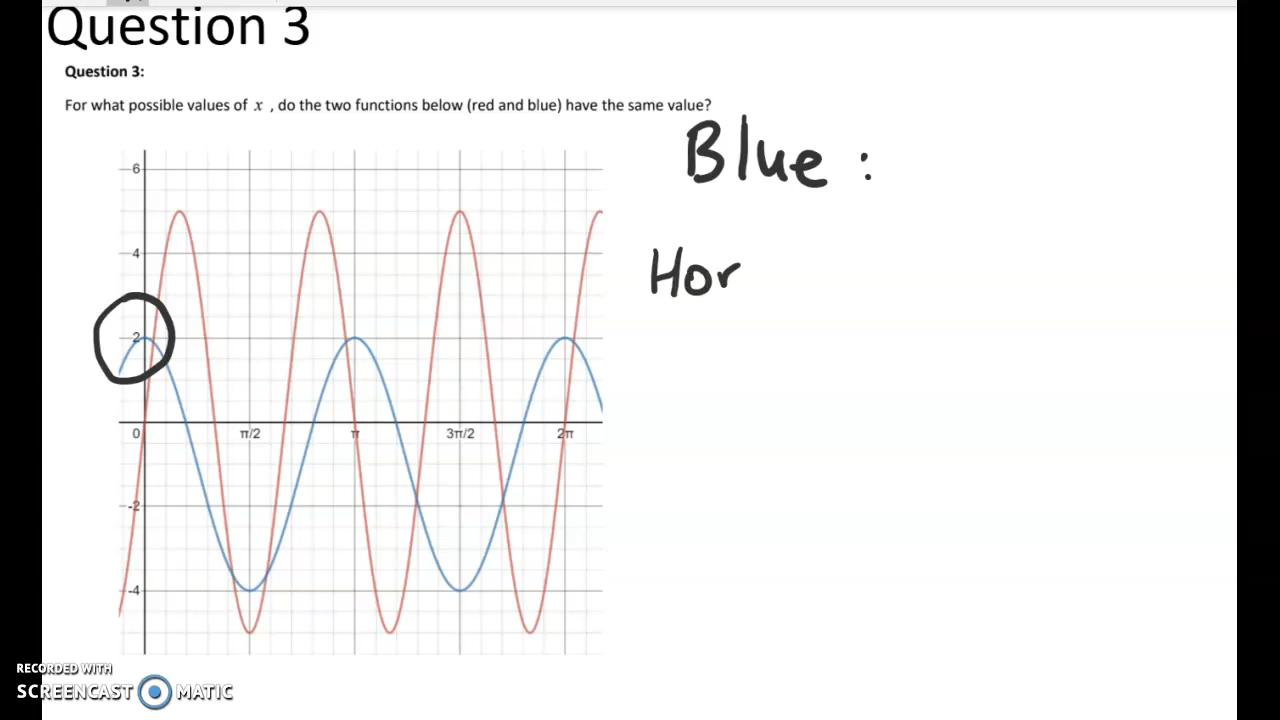 Question 3
Question 3:
For what possible values of x , do the two functions below (red and blue) have the same value?
Blue :
Hor
6
4
2
0
π/2
π
3π/2
2π
-2
-4
RECORDED WITH
SCREENCAST MATIC